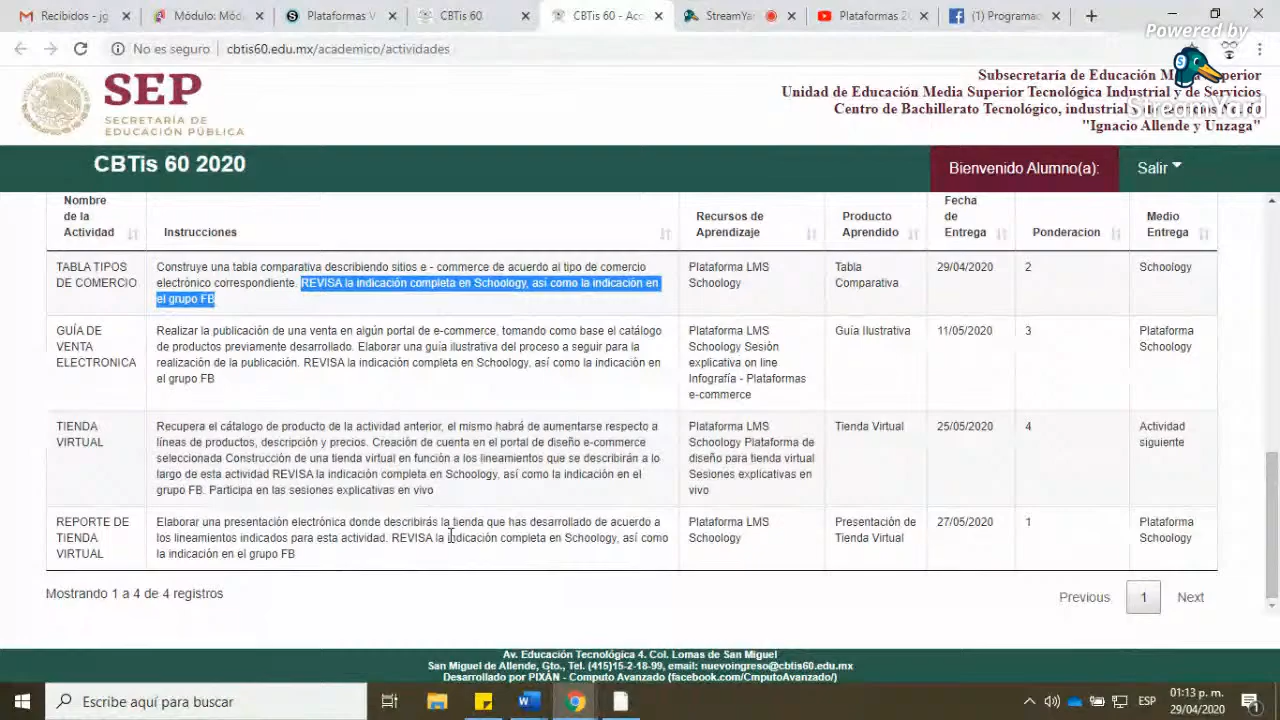 Recibidos
Módulo: Mód
Plataformas V
CBTis 60
CBTis 60 - Acc
StreamYar
Plataformas 2
(1) Programac
Powered by
No es seguro
cbtis60.edu.mx/academico/actividades
StreamYard
SEP
SECRETARÍA DE
EDUCACIÓN PÚBLICA
Subsecretaría de Educación Media Superior
Unidad de Educación Media Superior Tecnológica Industrial y de Servicios
Centro de Bachillerato Tecnológico, industrial
"Ignacio Allende y Unzaga"
CBTis 60 2020
Bienvenido Alumno(a):
Salir
Nombre
de la
Actividad
Instrucciones
Recursos de
Aprendizaje
Producto
Aprendido
Fecha
de
Entrega
Ponderacion
Medio
Entrega
TABLA TIPOS
DE COMERCIO
Construye una tabla comparativa describiendo sitios e - commerce de acuerdo al tipo de comercio
electrónico correspondiente. REVISA la indicación completa en Schoology, así como la indicación en
el grupo FB
Plataforma LMS
Schoology
Tabla
Comparativa
29/04/2020
2
Schoology
GUÍA DE
VENTA
ELECTRONICA
Realizar la publicación de una venta en algún portal de e-commerce, tomando como base el catálogo
de productos previamente desarrollado. Elaborar una guía ilustrativa del proceso a seguir para la
realización de la publicación. REVISA la indicación completa en Schoology, así como la indicación en
el grupo FB
Plataforma LMS
Schoology Sesión
explicativa on line
Infografía - Plataformas
e-commerce
Guía Ilustrativa
11/05/2020
3
Plataforma
Schoology
TIENDA
VIRTUAL
Recupera el cátalogo de producto de la actividad anterior, el mismo habrá de aumentarse respecto a
líneas de productos, descripción y precios. Creación de cuenta en el portal de diseño e-commerce
seleccionada Construcción de una tienda virtual en función a los lineamientos que se describirán a lo
largo de esta actividad REVISA la indicación completa en Schoology, así como la indicación en el
grupo FB. Participa en las sesiones explicativas en vivo
Plataforma LMS
Schoology Plataforma de
diseño para tienda virtual
Sesiones explicativas en
vivo
Tienda Virtual
25/05/2020
4
Actividad
siguiente
REPORTE DE
TIENDA
VIRTUAL
Elaborar una presentación electrónica donde describirás la tienda que has desarrollado de acuerdo a
los lineamientos indicados para esta actividad. REVISA la indicación completa en Schoology, así como
la indicación en el grupo FB
Plataforma LMS
Schoology
Presentación de
Tienda Virtual
27/05/2020
1
Plataforma
Schoology
Mostrando 1 a 4 de 4 registros
Previous
1
Next
Av. Educación Tecnológica 4. Col. Lomas de San Miguel
San Miguel de Allende, Gto., Tel. (415)15-2-18-99, email: nuevoingreso@cbtis60.edu.mx
Desarrollado por PIXÁN - Computo Avanzado (facebook.com/CmputoAvanzado/)
Escribe aquí para buscar
ESP
01:13 p. m.
29/04/2020